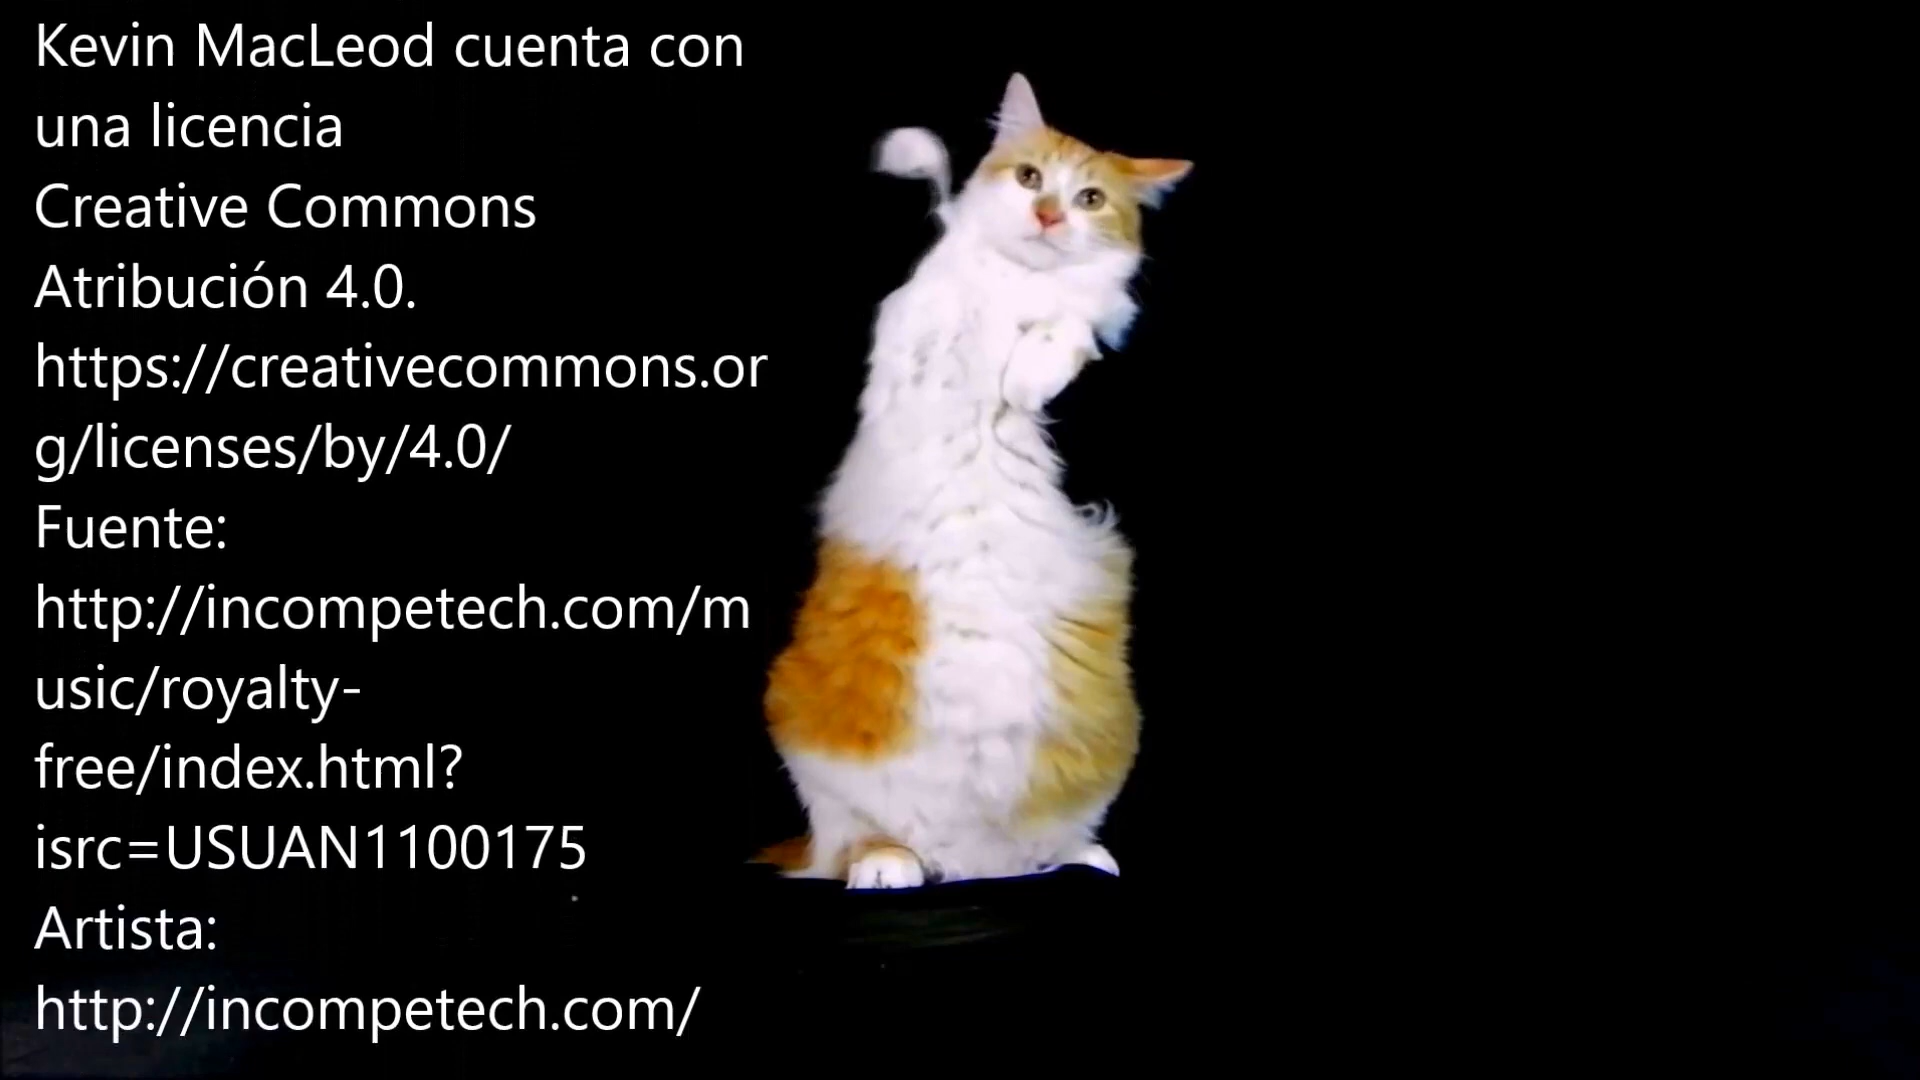 Kevin MacLeod cuenta con
una licencia
Creative Commons
Atribución 4.0.
https://creativecommons.or
g/licenses/by/4.0/
Fuente:
http://incompetech.com/m
usic/royalty-
free/index.html?
isrc=USUAN1100175
Artista:
http://incompetech.com/